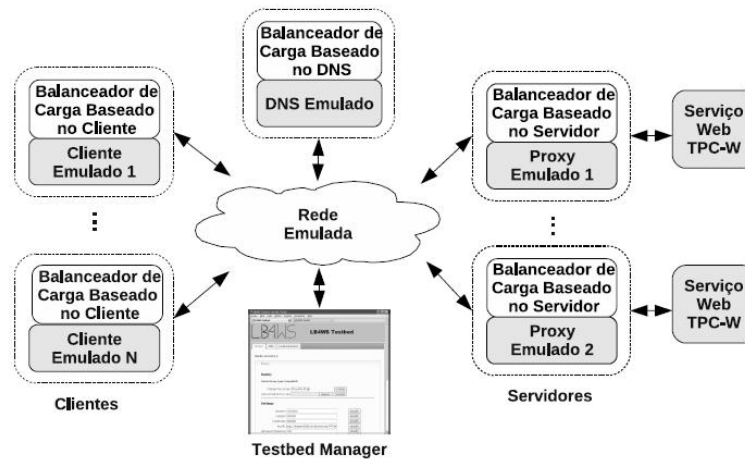 Balanceador de
Carga Baseado
no DNS
DNS Emulado
Balanceador de
Carga Baseado
no Cliente
Cliente
Emulado 1
Balanceador de
Carga Baseado
no Servidor
Proxy
Emulado 1
Serviço
Web
TPC-W
Rede
Emulada
Balanceador de
Carga Baseado
no Cliente
Cliente
Emulado N
Balanceador de
Carga Baseado
no Servidor
Proxy
Emulado 2
Serviço
Web
TPC-W
LB4WS
LB4WS Testbed
Clientes
Servidores
Testbed Manager